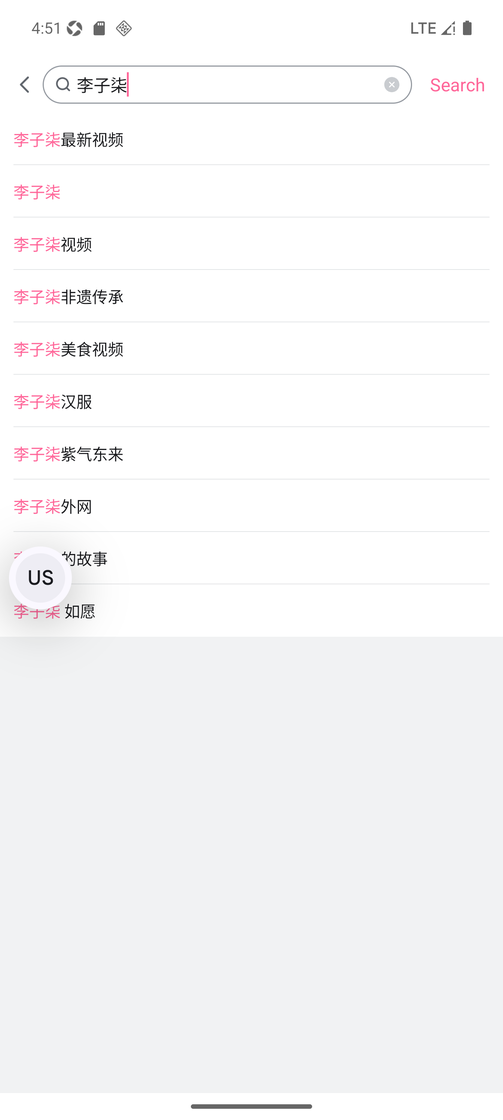 4:51 LTE
李子柒 Search
李子柒最新视频
李子柒
李子柒视频
李子柒非遗传承
李子柒美食视频
李子柒汉服
李子柒紫气东来
李子柒外网
的故事
US
李子柒 如愿